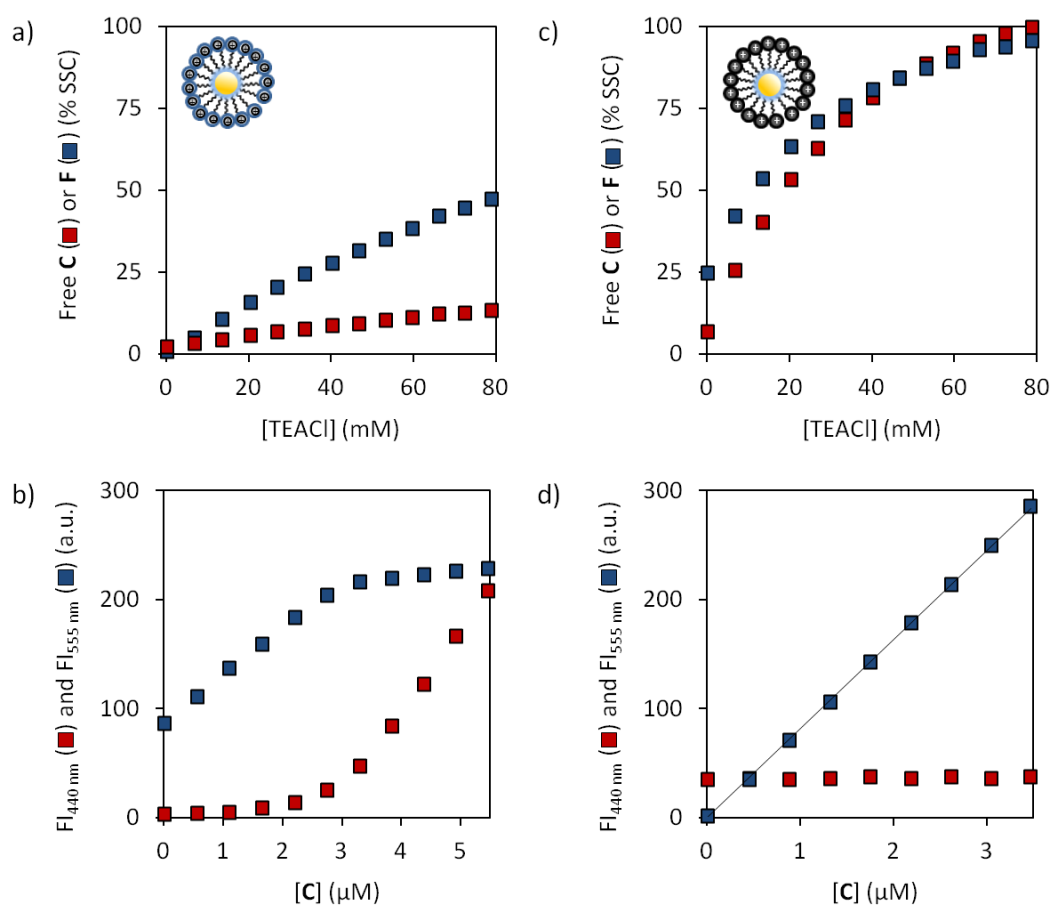 a)
Free C (■) or F (■) (% SSC)
100
75
50
25
0
0 20 40 60 80
[TEACl] (mM)
c)
Free C (■) or F (■) (% SSC)
100
75
50
25
0
0 20 40 60 80
[TEACl] (mM)
b)
FI440 nm (■) and FI555 nm (■) (a.u.)
300
200
100
0
0 1 2 3 4 5
[C] (µM)
d)
FI440 nm (■) and FI555 nm (■) (a.u.)
300
200
100
0
0 1 2 3
[C] (µM)